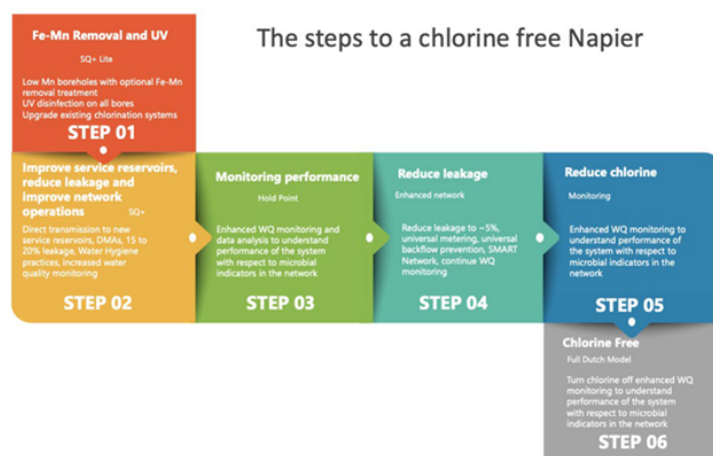 The steps to a chlorine free Napier
Fe-Mn Removal and UV
SQ+ Lite
Low Mn boreholes with optional Fe-Mn
removal treatment
UV disinfection on all bores
Upgrade existing chlorination systems
STEP 01
Improve service reservoirs,
reduce leakage and
improve network
operations SQ+
Direct transmission to new
service reservoirs, DMAs, 15 to
20% leakage, Water Hygiene
practices, increased water
quality monitoring
STEP 02
Monitoring performance
Hold Point
Enhanced WQ monitoring and
data analysis to understand
performance of the system
with respect to microbial
indicators in the network
STEP 03
Reduce leakage
Enhanced network
Reduce leakage to ~5%,
universal metering, universal
backflow prevention, SMART
Network, continue WQ
monitoring
STEP 04
Reduce chlorine
Monitoring
Enhanced WQ monitoring to
understand performance of
the system with respect to
microbial indicators in the
network
STEP 05
Chlorine Free
Full Dutch Model
Turn chlorine off enhanced WQ
monitoring to understand
performance of the system
with respect to microbial
indicators in the network
STEP 06